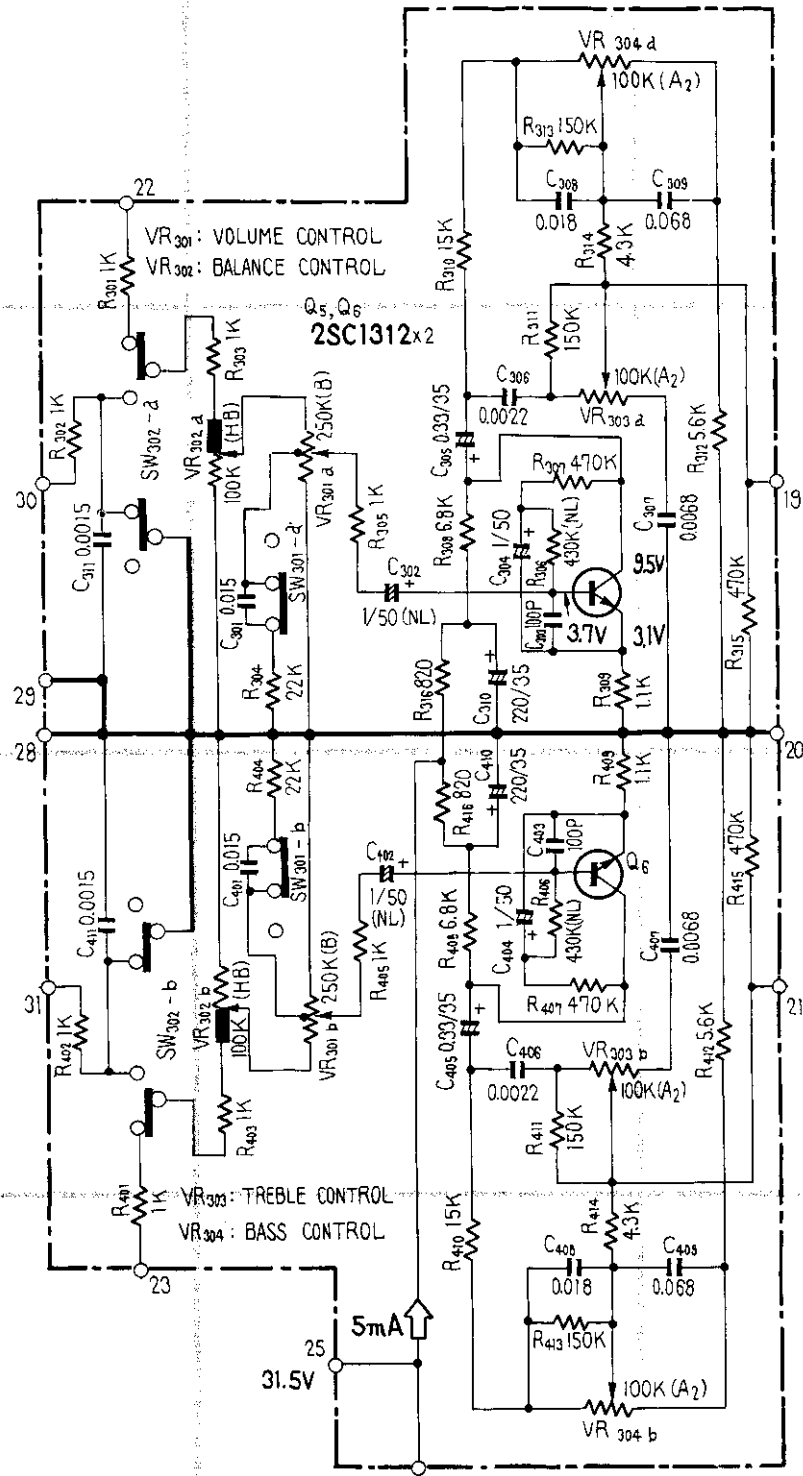 VR 304 a
100K (A2)
R313 150K
C308
0.018
C309
0.068
22
VR301 : VOLUME CONTROL
VR302 : BALANCE CONTROL
R301 1K
R310 15K
R314
4.3K
Q5, Q6
2SC1312 x2
R303
1K
R311
150K
C306
0.0022
100K(A2)
VR303 a
R302 1K
SW302-a
VR302 a
100K (HB)
250K(B)
VR301 a
C305 0.33/35
+
R307 470K
R312 5.6K
30
19
R305
1K
R308 6.8K
C304 1/50
+
R306
430K(NL)
C307
0.0068
C311 0.0015
SW301-a
C301 0.015
C302
+
1/50 (NL)
9.5V
100P
3.7V
3.1V
470K
R315
R304
22K
R316 820
C310
+
220/35
R309
1.1K
29
28
20
R404
22K
R416 820
C410
220/35
+
R409
1.1K
C401 0.015
SW301-b
C402
+
1/50
(NL)
C403
100P
Q6
R406
430K(NL)
C404 1/50
+
470K
R415
C411 0.0015
R405 1K
6.8K
C407
0.0068
31
R402 1K
SW302-b
VR302 b
100K (HB)
250K(B)
VR301 b
R407 470K
21
C405 0.33/35
+
C406
0.0022
VR303
100K(A2)
R412 5.6K
R403
1K
R411
150K
R401
1K
VR303 : TREBLE CONTROL
VR304 : BASS CONTROL
R410 15K
R414
4.3K
0.018
0.068
23
5mA
R413 150K
25
31.5V
100K (A2)
VR 304 b